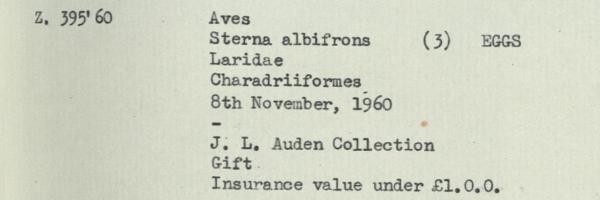 Z. 395'60 Aves
Sterna albifrons (3) EGGS
Laridae
Charadriiformes
8th November, 1960
-
J. L. Auden Collection
Gift
Insurance value under £1.0.0.